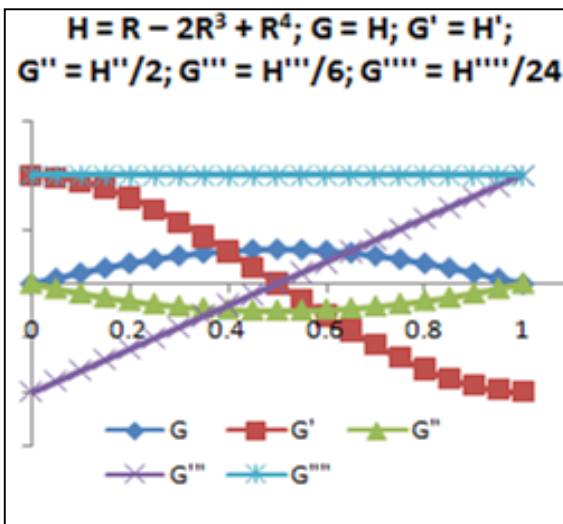 H = R – 2R³ + R⁴; G = H; G' = H';
G'' = H''/2; G''' = H'''/6; G'''' = H''''/24
0 0.2 0.4 0.6 0.8 1
G G' G''
G''' G''''